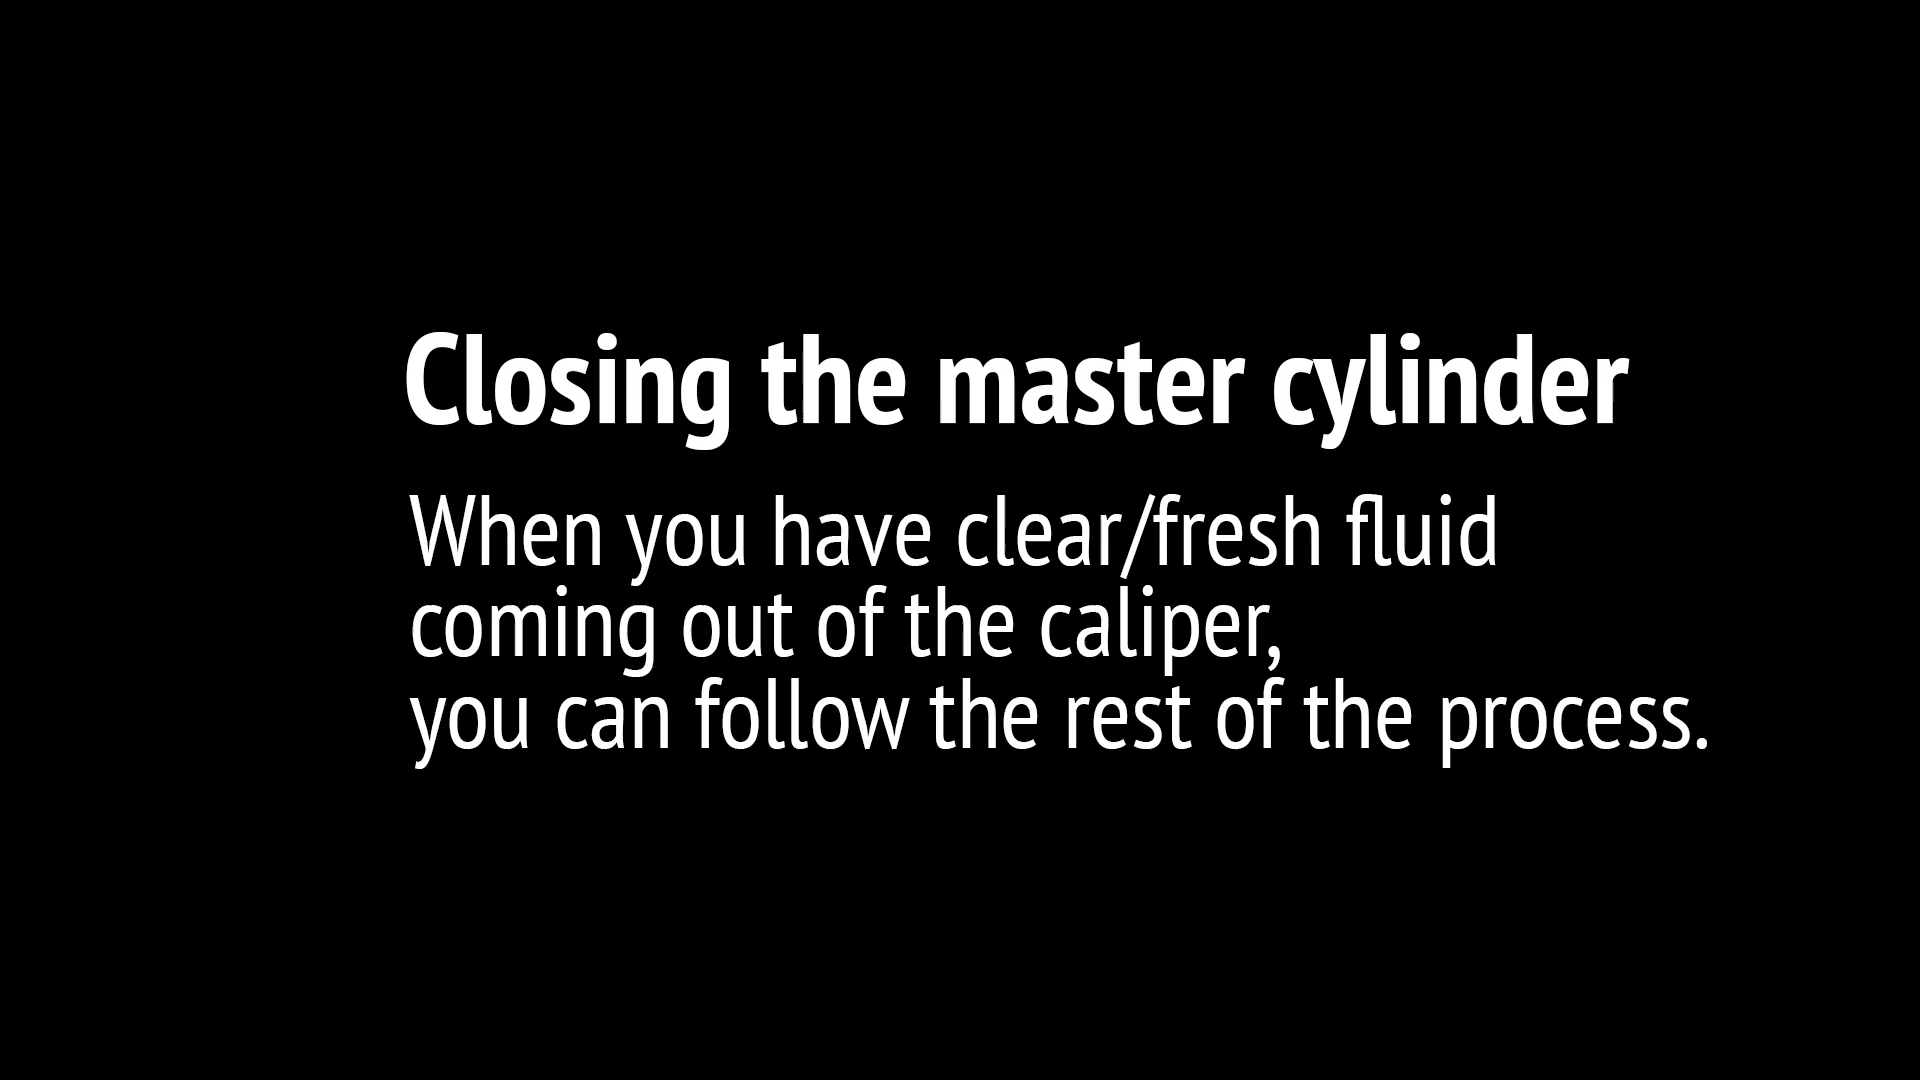 Closing the master cylinder
When you have clear/fresh fluid
coming out of the caliper,
you can follow the rest of the process.